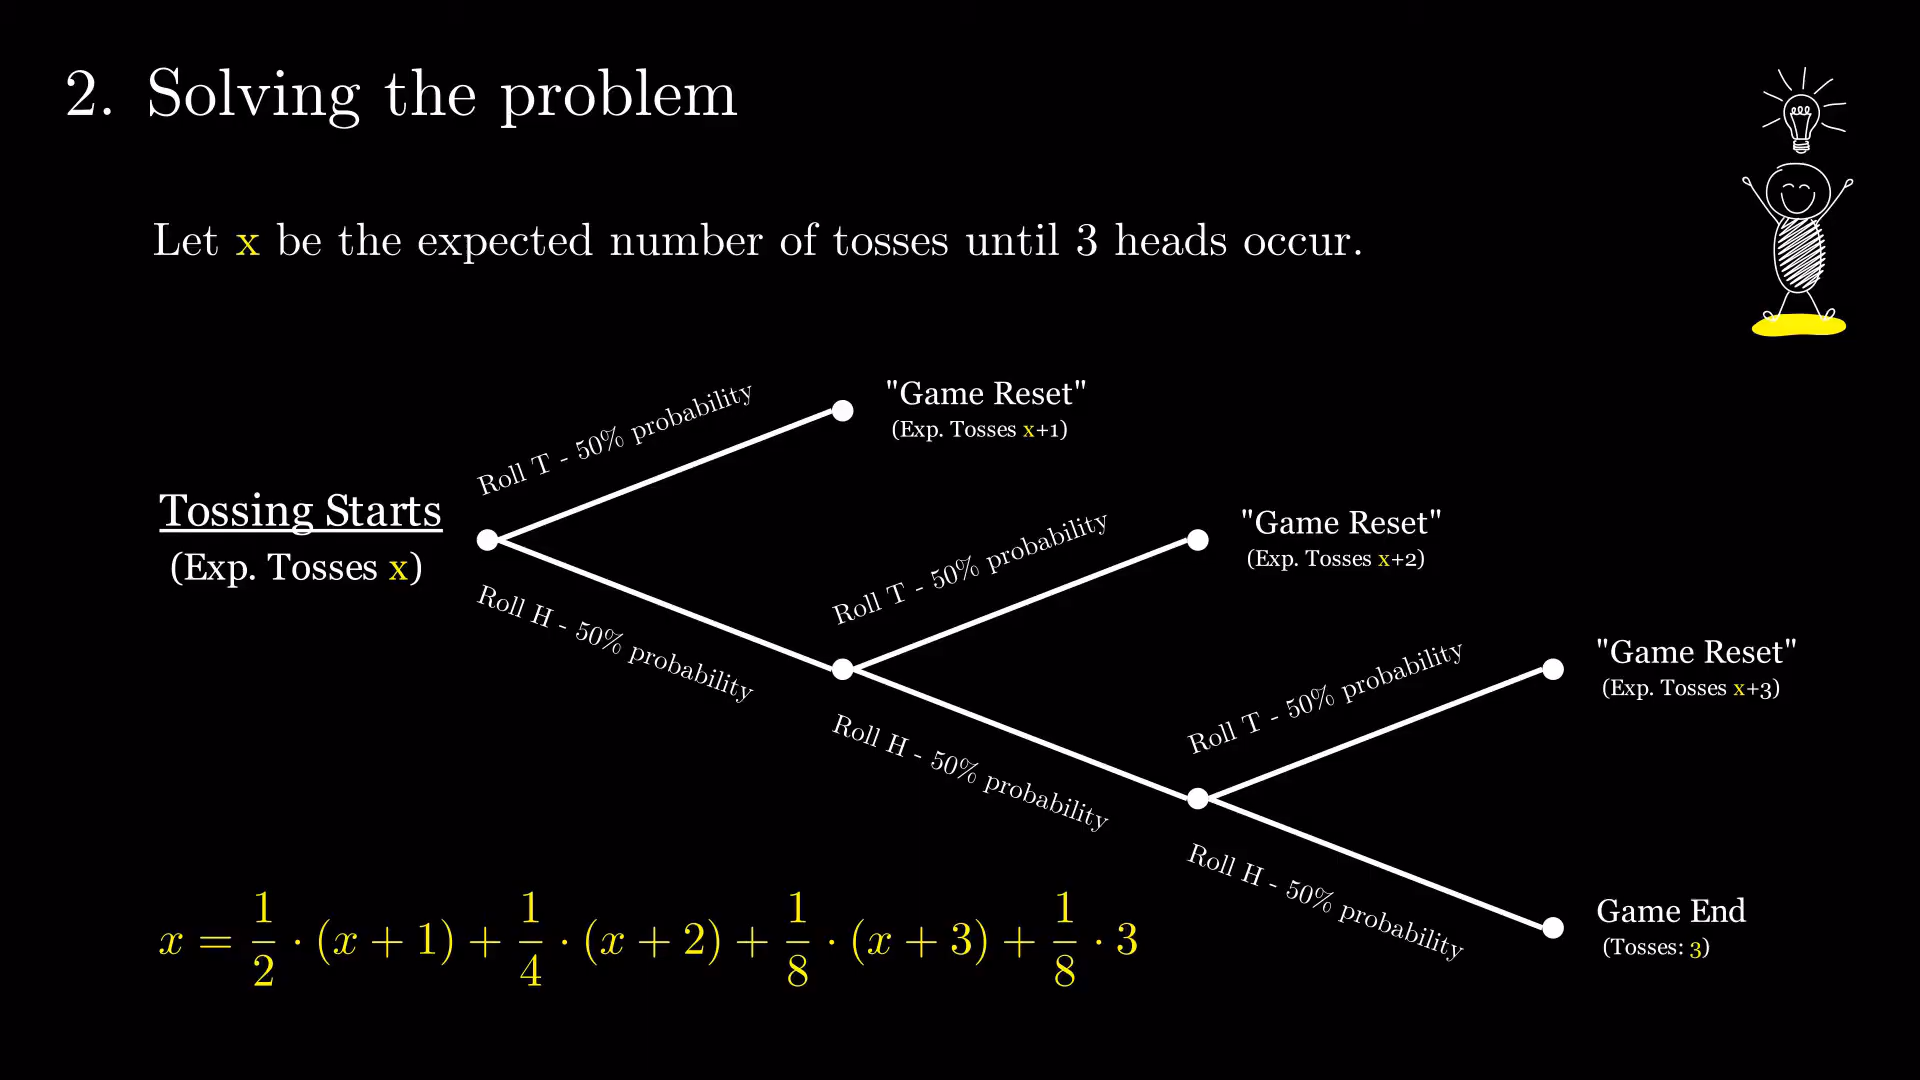 2. Solving the problem
Let x be the expected number of tosses until 3 heads occur.
Roll T - 50% probability
"Game Reset"
(Exp. Tosses x+1)
Tossing Starts
(Exp. Tosses x)
Roll T - 50% probability
"Game Reset"
(Exp. Tosses x+2)
Roll H - 50% probability
Roll T - 50% probability
"Game Reset"
(Exp. Tosses x+3)
Roll H - 50% probability
Roll H - 50% probability
Game End
(Tosses: 3)
x = 1/2 · (x + 1) + 1/4 · (x + 2) + 1/8 · (x + 3) + 1/8 · 3